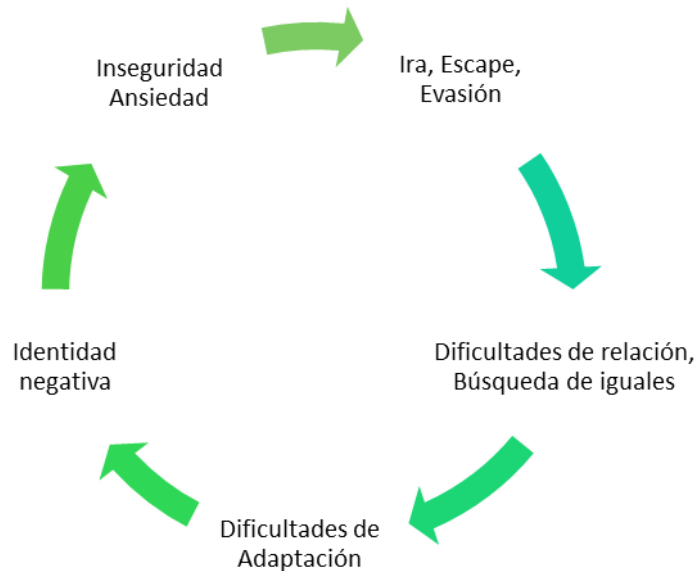 Inseguridad
Ansiedad
Ira, Escape,
Evasión
Dificultades de relación,
Búsqueda de iguales
Dificultades de
Adaptación
Identidad
negativa